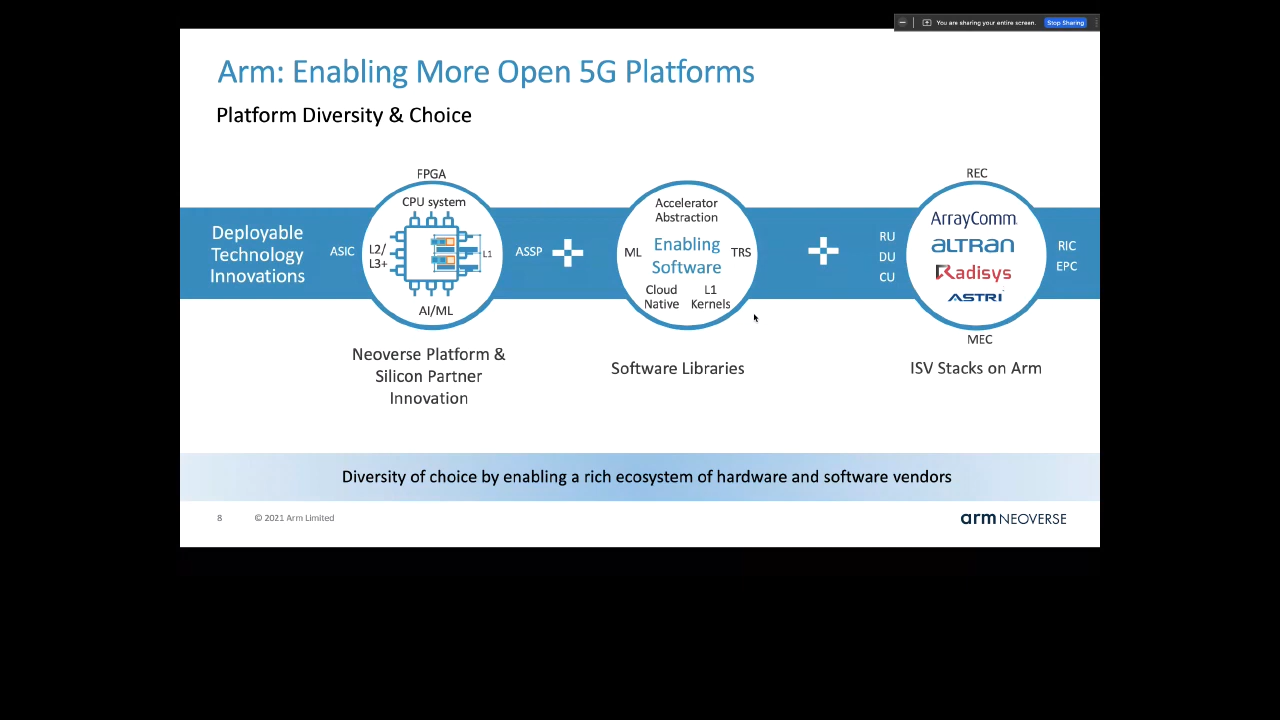 You are sharing your entire screen. Stop Sharing
Arm: Enabling More Open 5G Platforms
Platform Diversity & Choice
Deployable
Technology
Innovations
FPGA
CPU system
ASIC
L2/
L3+
L1
ASSP
AI/ML
Neoverse Platform &
Silicon Partner
Innovation
Accelerator
Abstraction
ML
Enabling
Software
TRS
Cloud
Native
L1
Kernels
Software Libraries
REC
RU
DU
CU
ArrayComm
altran
Radisys
ASTRI
RIC
EPC
MEC
ISV Stacks on Arm
Diversity of choice by enabling a rich ecosystem of hardware and software vendors
8
© 2021 Arm Limited
arm NEOVERSE